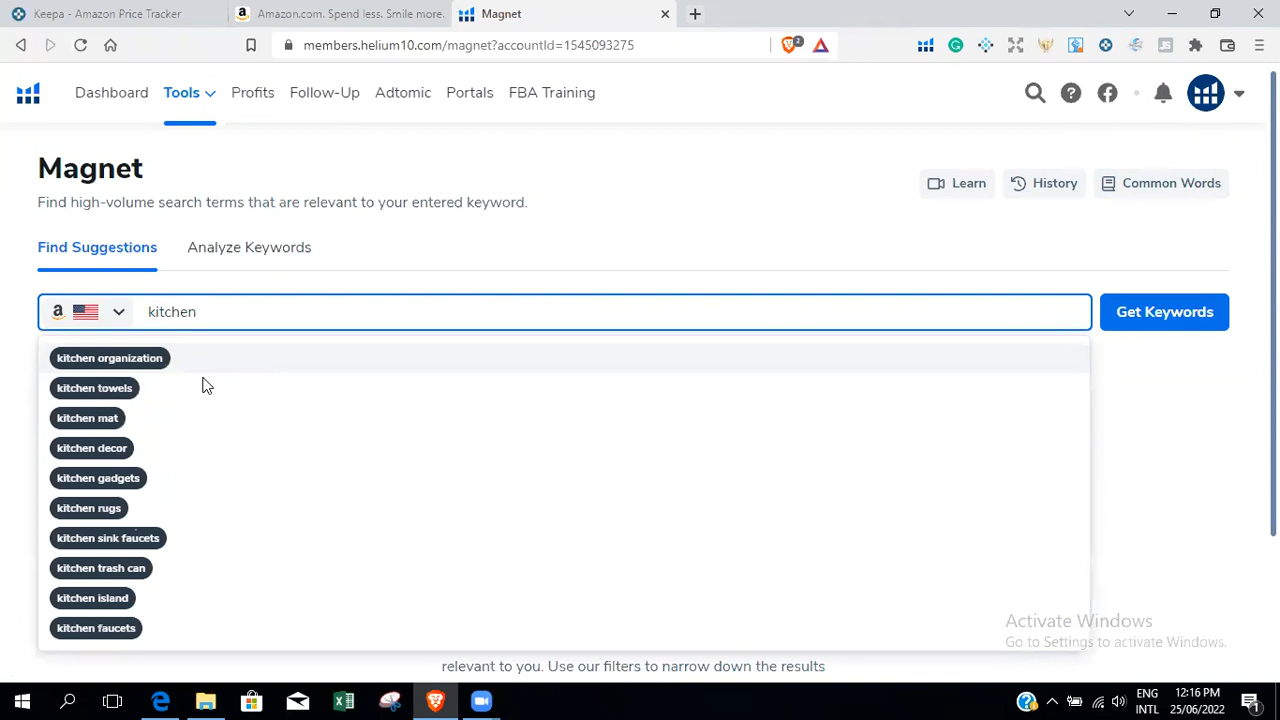 Keepa - Amazon Price Tracker
Amazon.com. Spend less. Smile more.
Magnet
members.helium10.com/magnet?accountId=1545093275
2
Dashboard
Tools
Profits
Follow-Up
Adtomic
Portals
FBA Training
Magnet
Find high-volume search terms that are relevant to your entered keyword.
Learn
History
Common Words
Find Suggestions
Analyze Keywords
kitchen
Get Keywords
kitchen organization
kitchen towels
kitchen mat
kitchen decor
kitchen gadgets
kitchen rugs
kitchen sink faucets
kitchen trash can
kitchen island
kitchen faucets
Activate Windows
Go to Settings to activate Windows.
relevant to you. Use our filters to narrow down the results
ENG
INTL
12:16 PM
25/06/2022
1